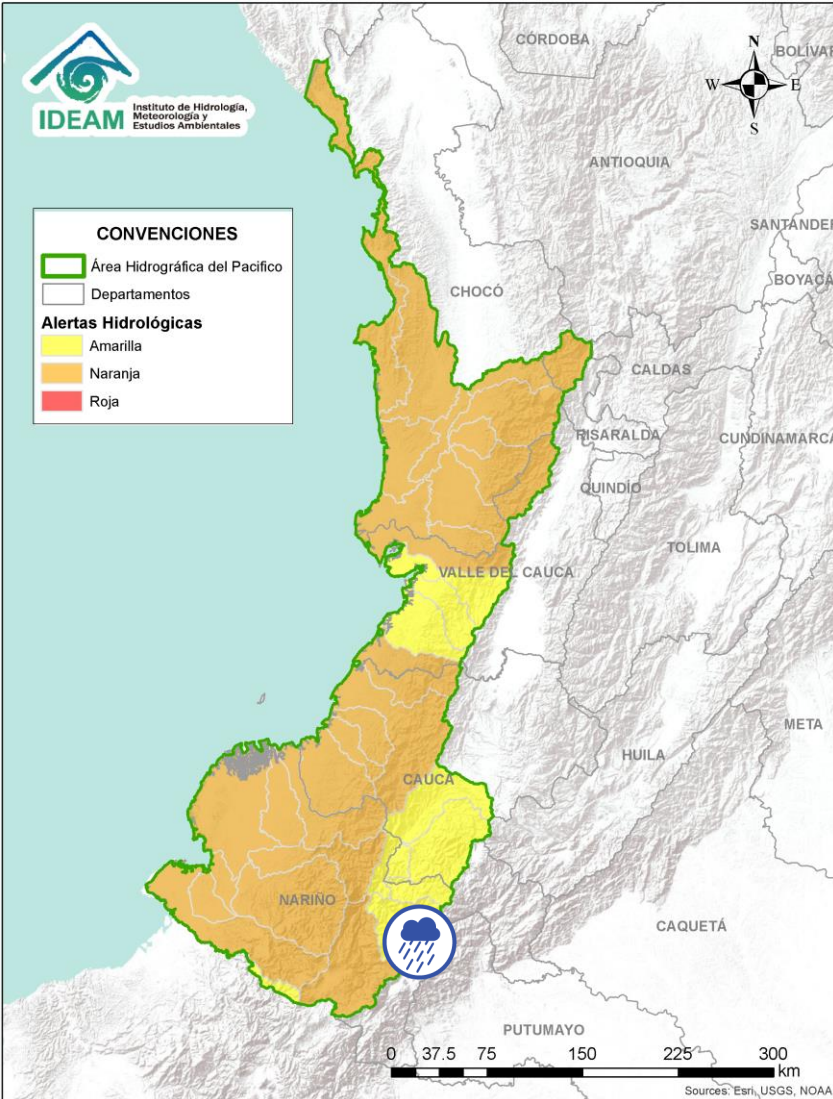 IDEAM
Instituto de Hidrología,
Meteorología y
Estudios Ambientales
N
W
E
S
CÓRDOBA
BOLÍVAR
ANTIOQUIA
SANTANDER
BOYACÁ
CHOCÓ
CONVENCIONES
Área Hidrográfica del Pacifico
Departamentos
Alertas Hidrológicas
Amarilla
Naranja
Roja
CALDAS
RISARALDA
CUNDINAMARCA
QUINDÍO
TOLIMA
VALLE DEL CAUCA
META
HUILA
CAUCA
NARIÑO
CAQUETÁ
PUTUMAYO
0 37.5 75 150 225 300
km
Sources: Esri, USGS, NOAA